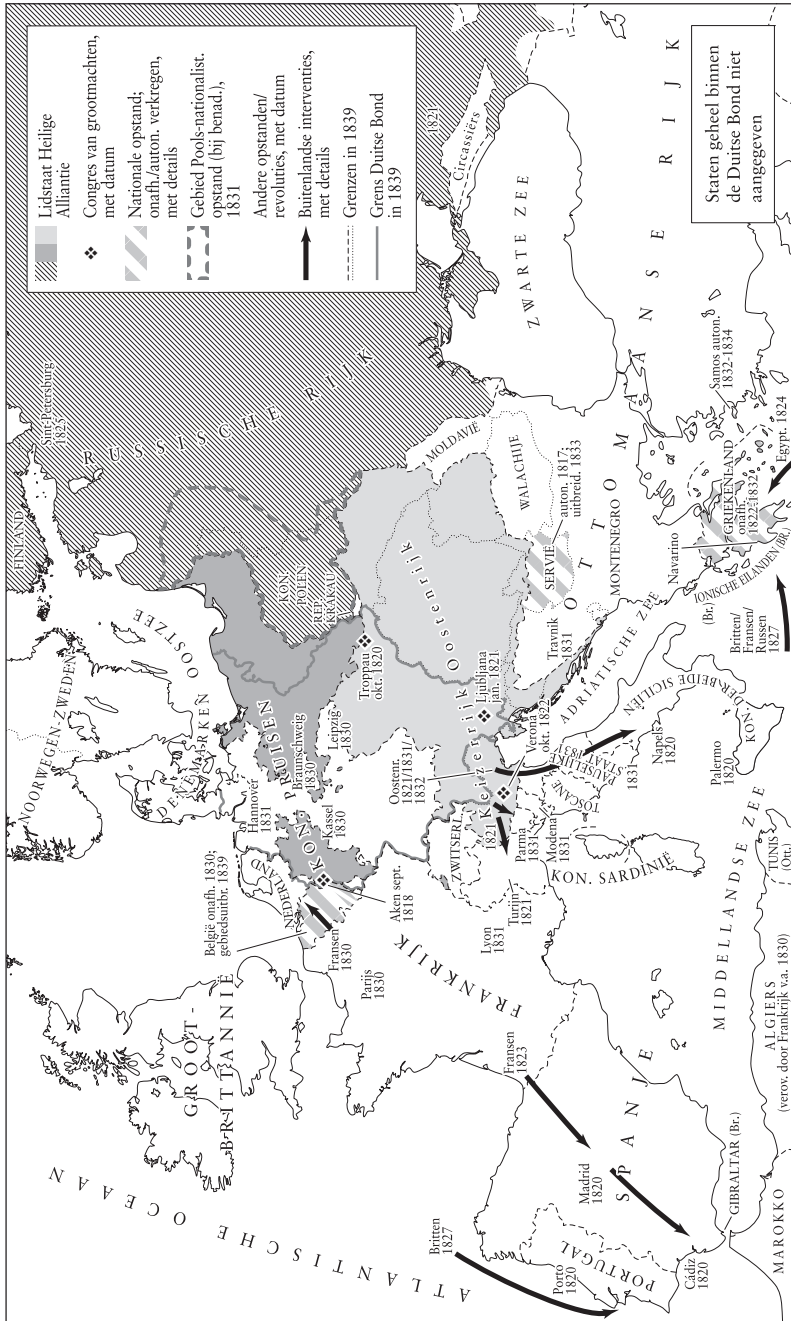 Lidstaat Heilige
Alliantie
Congres van grootmachten,
met datum
Nationale opstand;
onafh./auton. verkregen,
met details
Gebied Pools-nationalist.
opstand (bij benad.),
1831
Andere opstanden/
revoluties, met datum
Buitenlandse interventies,
met details
Grenzen in 1839
Grens Duitse Bond
in 1839
Staten geheel binnen
de Duitse Bond niet
aangegeven
ATLANTISCHE OCEAAN
GROOT-
BRITTANNIË
NOORWEGEN-ZWEDEN
FINLAND
Sint-Petersburg
1825
RUSSISCHE RIJK
OOSTZEE
DENEMARKEN
Hannover
1831
KON. PRUISEN
Braunschweig
1830
Leipzig
1830
Kassel
1830
KON.
POLEN
REP.
KRAKAU
NEDERLAND
België onafh. 1830;
gebiedsuitbr. 1839
Fransen
1830
Aken sept.
1818
Parijs
1830
FRANKRIJK
Lyon
1831
ZWITSERL.
Troppau
okt. 1820
Keizerrijk Oostenrijk
Ljubljana
jan. 1821
Oostenr.
1821/1831/
1832
Verona
okt. 1822
1821
Turijn
1821
Parma
1831
Modena
1831
TOSCANE
PAUSELIJKE
STAAT 1831
1831
KON. SARDINIË
Napels
1820
Palermo
1820
KON.
DER BEIDE SICILIËN
ADRIATISCHE ZEE
Travnik
1831
MONTENEGRO
SERVIË
auton. 1817;
uitbreid. 1833
MOLDAVIË
WALACHIJE
ZWARTE ZEE
Circassiërs
1821
OTTOMAANSE RIJK
Navarino
GRIEKENLAND
onafh.
1822-1832
IONISCHE EILANDEN (BR.)
(Br.)
Britten/
Fransen/
Russen
1827
Samos auton.
1832-1834
Egypt. 1824
MIDDELLANDSE ZEE
TUNIS
(Ott.)
ALGIERS
(verov. door Frankrijk v.a. 1830)
MAROKKO
GIBRALTAR (Br.)
SPANJE
Fransen
1823
Madrid
1820
Cádiz
1820
PORTUGAL
Porto
1820
Britten
1827